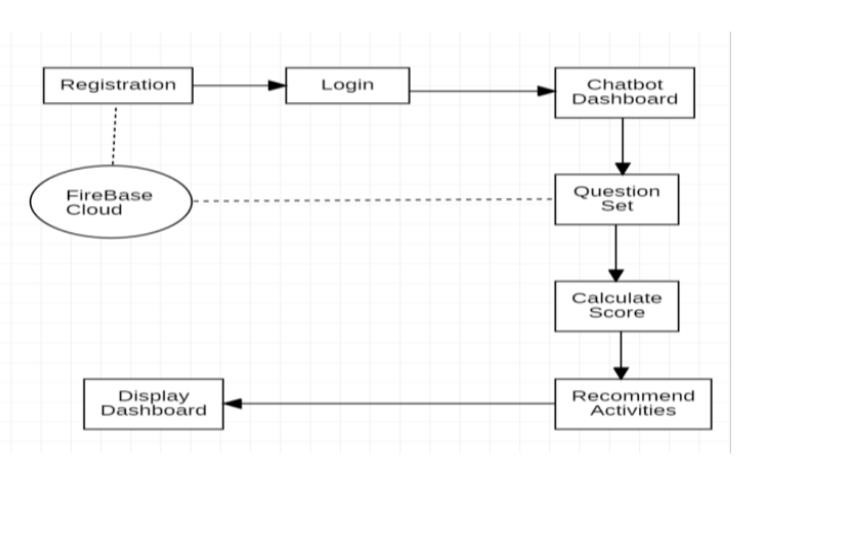 Registration
Login
Chatbot
Dashboard
FireBase
Cloud
Question
Set
Calculate
Score
Display
Dashboard
Recommend
Activities